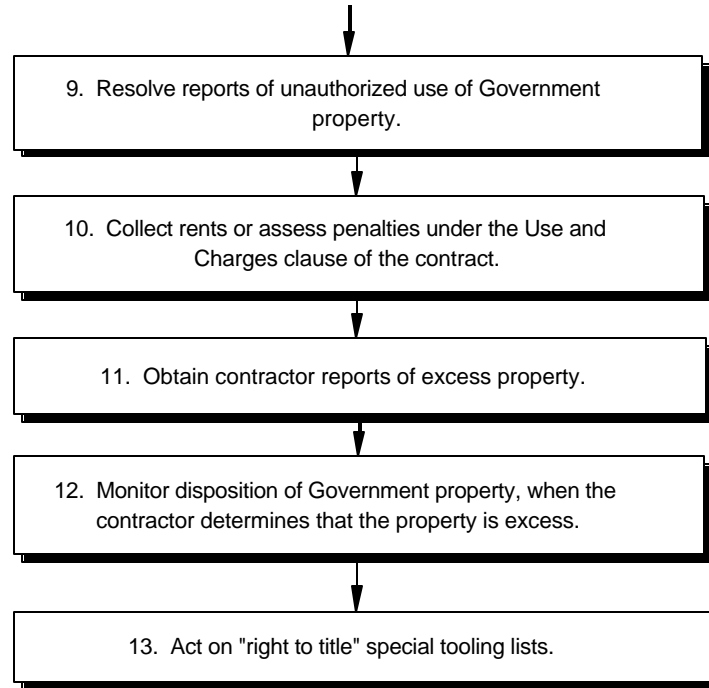 9. Resolve reports of unauthorized use of Government
property.
10. Collect rents or assess penalties under the Use and
Charges clause of the contract.
11. Obtain contractor reports of excess property.
12. Monitor disposition of Government property, when the
contractor determines that the property is excess.
13. Act on "right to title" special tooling lists.